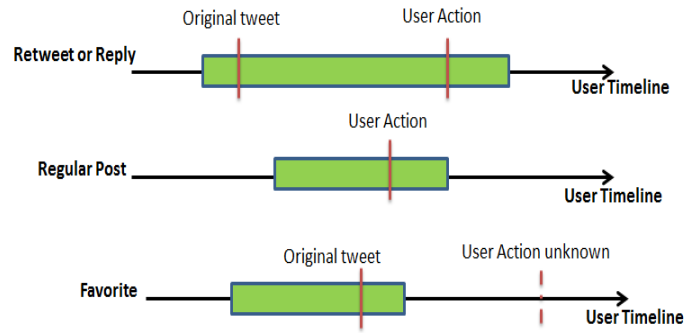 Original tweet
User Action
Retweet or Reply
User Timeline
User Action
Regular Post
User Timeline
Original tweet
User Action unknown
Favorite
User Timeline